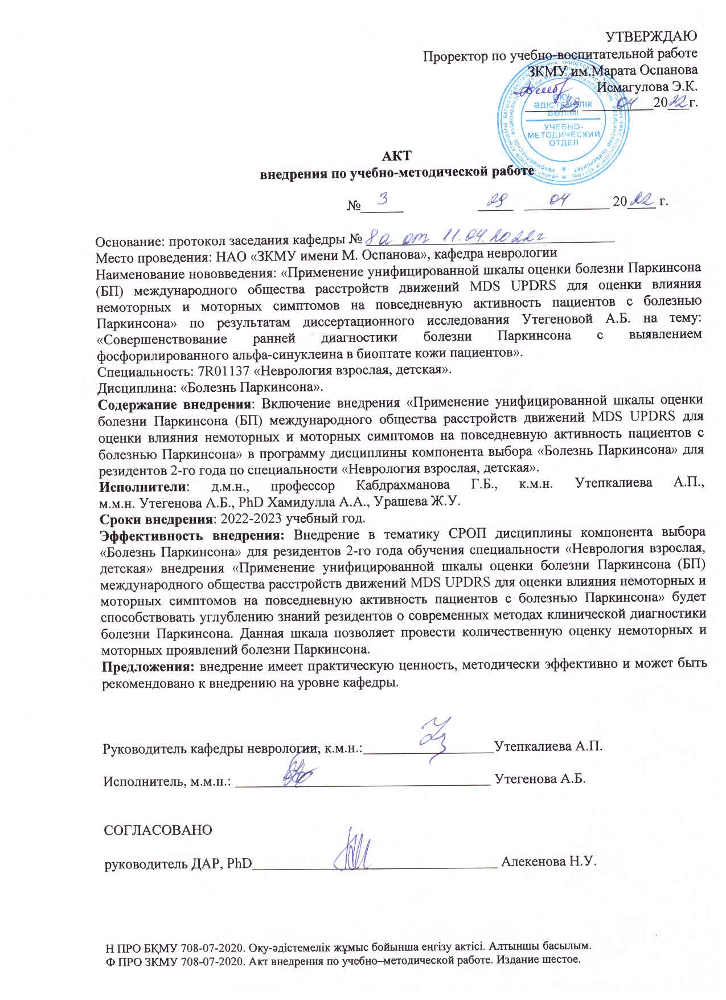 УТВЕРЖДАЮ
Проректор по учебно-воспитательной работе
ЗКМУ им.Марата Оспанова
Исмагулова Э.К.
29 04 2022г.
ОҚУ
ӘДІСТЕМЕЛІК
БӨЛІМІ
УЧЕБНО-
МЕТОДИЧЕСКИЙ
ОТДЕЛ
АКТ
внедрения по учебно-методической работе
№ 3 29 04 2022 г.
Основание: протокол заседания кафедры № 8а от 11.04.2022г
Место проведения: НАО «ЗКМУ имени М. Оспанова», кафедра неврологии
Наименование нововведения: «Применение унифицированной шкалы оценки болезни Паркинсона
(БП) международного общества расстройств движений MDS UPDRS для оценки влияния
немоторных и моторных симптомов на повседневную активность пациентов с болезнью
Паркинсона» по результатам диссертационного исследования Утегеновой А.Б. на тему:
«Совершенствование ранней диагностики болезни Паркинсона с выявлением
фосфорилированного альфа-синуклеина в биоптате кожи пациентов».
Специальность: 7R01137 «Неврология взрослая, детская».
Дисциплина: «Болезнь Паркинсона».
Содержание внедрения: Включение внедрения «Применение унифицированной шкалы оценки
болезни Паркинсона (БП) международного общества расстройств движений MDS UPDRS для
оценки влияния немоторных и моторных симптомов на повседневную активность пациентов с
болезнью Паркинсона» в программу дисциплины компонента выбора «Болезнь Паркинсона» для
резидентов 2-го года по специальности «Неврология взрослая, детская».
Исполнители: д.м.н., профессор Кабдрахманова Г.Б., к.м.н. Утепкалиева А.П.,
м.м.н. Утегенова А.Б., PhD Хамидулла А.А., Урашева Ж.У.
Сроки внедрения: 2022-2023 учебный год.
Эффективность внедрения: Внедрение в тематику СРОП дисциплины компонента выбора
«Болезнь Паркинсона» для резидентов 2-го года обучения специальности «Неврология взрослая,
детская» внедрения «Применение унифицированной шкалы оценки болезни Паркинсона (БП)
международного общества расстройств движений MDS UPDRS для оценки влияния немоторных и
моторных симптомов на повседневную активность пациентов с болезнью Паркинсона» будет
способствовать углублению знаний резидентов о современных методах клинической диагностики
болезни Паркинсона. Данная шкала позволяет провести количественную оценку немоторных и
моторных проявлений болезни Паркинсона.
Предложения: внедрение имеет практическую ценность, методически эффективно и может быть
рекомендовано к внедрению на уровне кафедры.
Руководитель кафедры неврологии, к.м.н.: Утепкалиева А.П.
Исполнитель, м.м.н.: Утегенова А.Б.
СОГЛАСОВАНО
руководитель ДАР, PhD Алекенова Н.У.
Н ПРО БҚМУ 708-07-2020. Оқу-әдістемелік жұмыс бойынша еңгізу актісі. Алтыншы басылым.
Ф ПРО ЗКМУ 708-07-2020. Акт внедрения по учебно–методической работе. Издание шестое.